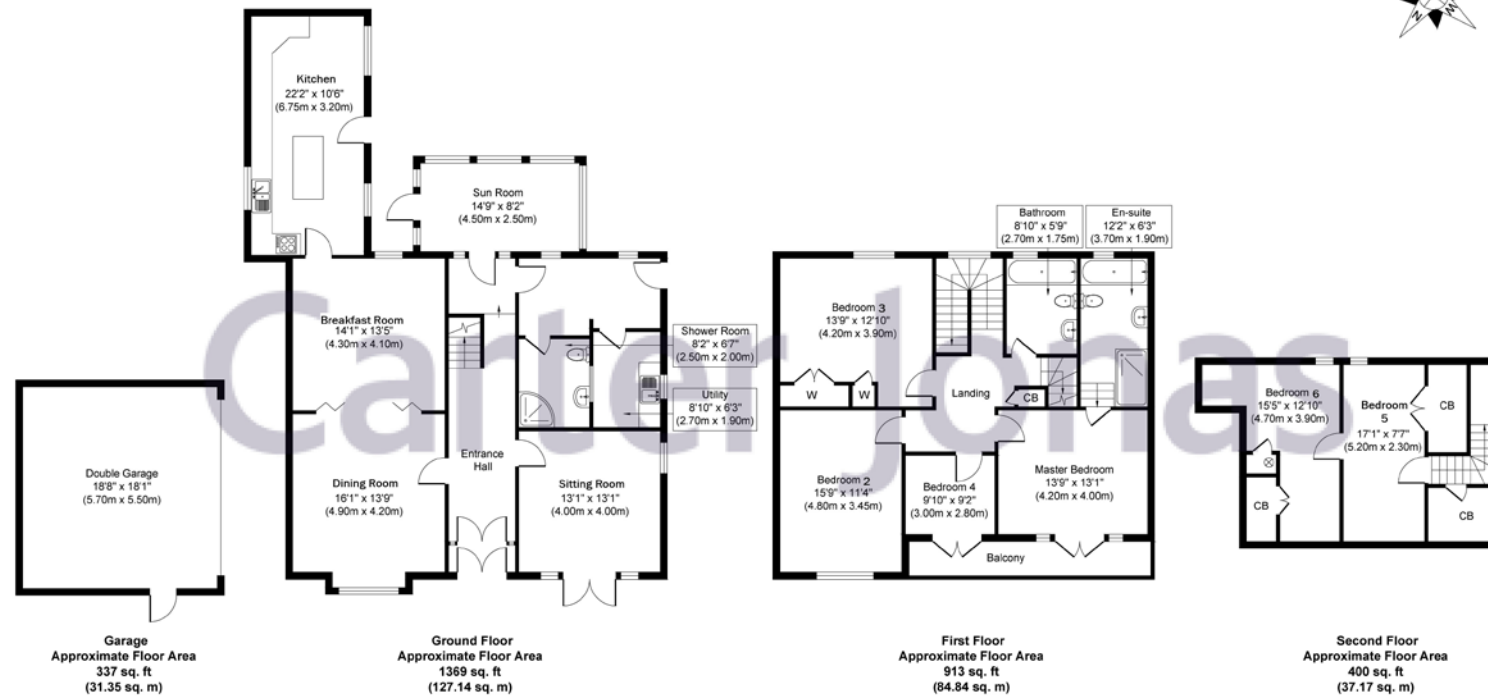 Kitchen
22'2" x 10'6"
(6.75m x 3.20m)
Sun Room
14'9" x 8'2"
(4.50m x 2.50m)
Breakfast Room
14'1" x 13'5"
(4.30m x 4.10m)
Shower Room
8'2" x 6'7"
(2.50m x 2.00m)
Utility
8'10" x 6'3"
(2.70m x 1.90m)
Entrance
Hall
Dining Room
16'1" x 13'9"
(4.90m x 4.20m)
Sitting Room
13'1" x 13'1"
(4.00m x 4.00m)
Double Garage
18'8" x 18'1"
(5.70m x 5.50m)
Bathroom
8'10" x 5'9"
(2.70m x 1.75m)
En-suite
12'2" x 6'3"
(3.70m x 1.90m)
Bedroom 3
13'9" x 12'10"
(4.20m x 3.90m)
W
W
Landing
CB
Bedroom 2
15'9" x 11'4"
(4.80m x 3.45m)
Bedroom 4
9'10" x 9'2"
(3.00m x 2.80m)
Master Bedroom
13'9" x 13'1"
(4.20m x 4.00m)
Balcony
Bedroom 6
15'5" x 12'10"
(4.70m x 3.90m)
Bedroom
5
17'1" x 7'7"
(5.20m x 2.30m)
CB
CB
CB
Carter Jonas
N
W
Garage
Approximate Floor Area
337 sq. ft
(31.35 sq. m)
Ground Floor
Approximate Floor Area
1369 sq. ft
(127.14 sq. m)
First Floor
Approximate Floor Area
913 sq. ft
(84.84 sq. m)
Second Floor
Approximate Floor Area
400 sq. ft
(37.17 sq. m)